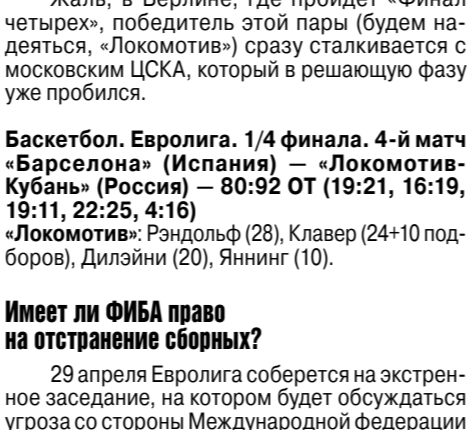 Жаль, в Берлине, где пройдет «Финал
четырех», победитель этой пары (будем на-
деяться, «Локомотив») сразу сталкивается с
московским ЦСКА, который в решающую фазу
уже пробился.
Баскетбол. Евролига. 1/4 финала. 4-й матч
«Барселона» (Испания) — «Локомотив-
Кубань» (Россия) — 80:92 ОТ (19:21, 16:19,
19:11, 22:25, 4:16)
«Локомотив»: Рэндольф (28), Клавер (24+10 под-
боров), Дилэйни (20), Яннинг (10).
Имеет ли ФИБА право
на отстранение сборных?
29 апреля Евролига соберется на экстрен-
ное заседание, на котором будет обсуждаться
угроза со стороны Международной федерации